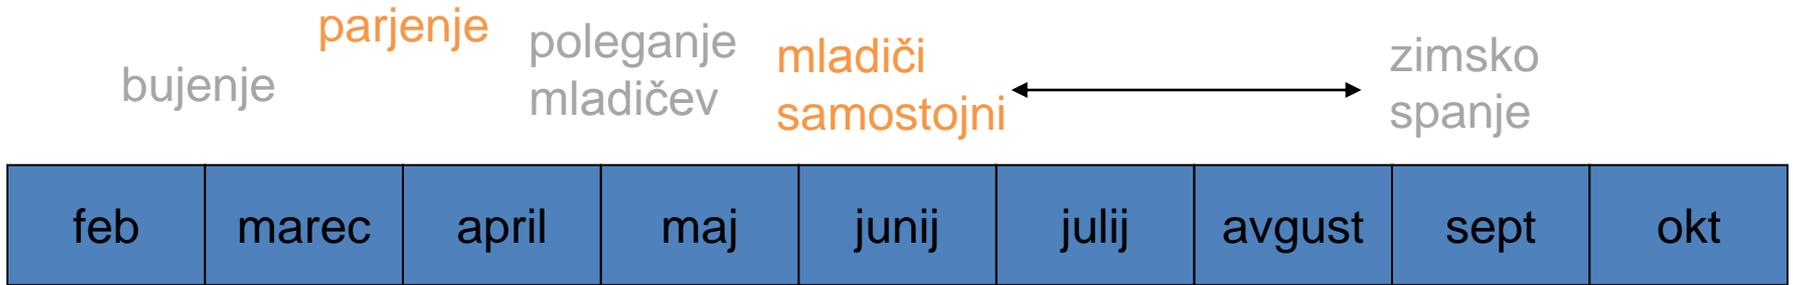 bujenje
parjenje
poleganje
mladičev
mladiči
samostojni
zimsko
spanje
feb marec april maj junij julij avgust sept okt